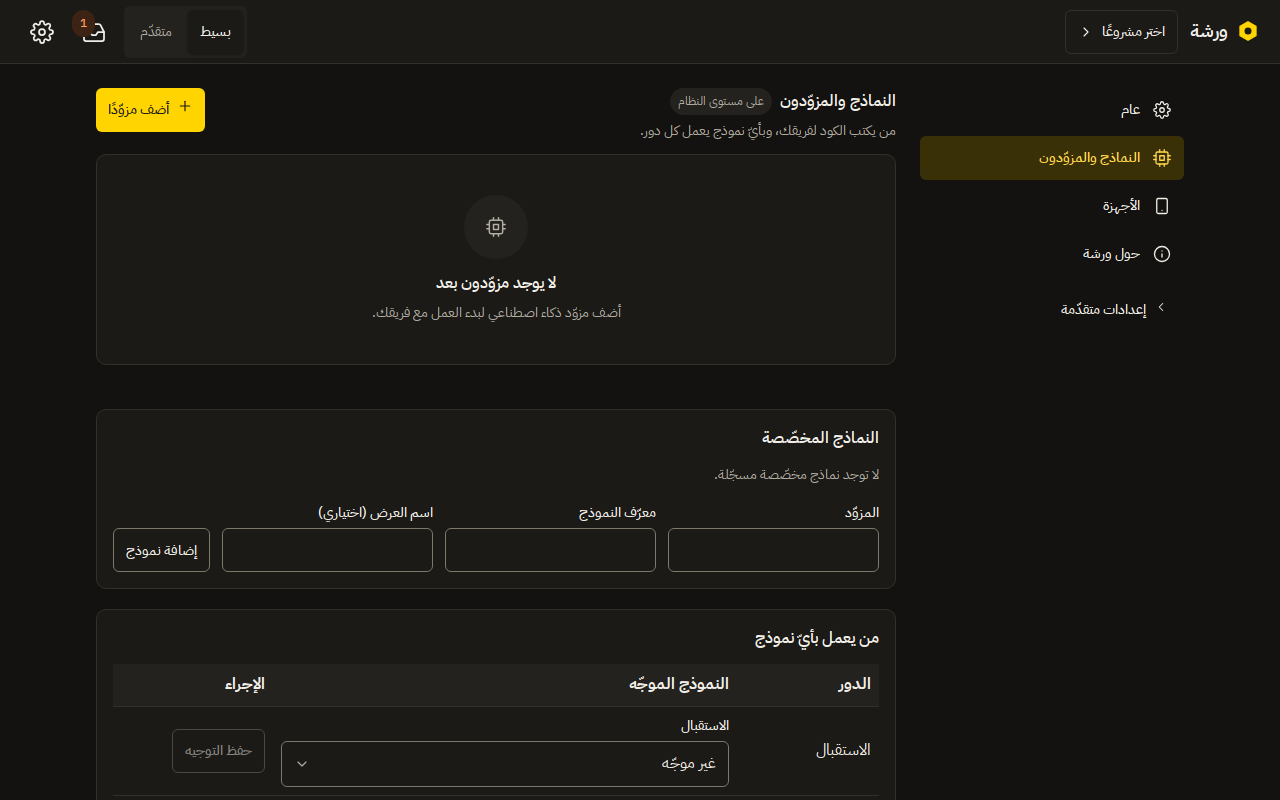 ورشة
اختر مشروعًا
بسيط
متقدّم
1
عام
النماذج والمزوّدون
الأجهزة
حول ورشة
إعدادات متقدّمة
النماذج والمزوّدون
على مستوى النظام
من يكتب الكود لفريقك، وبأيّ نموذج يعمل كل دور.
أضف مزوّدًا
لا يوجد مزوّدون بعد
أضف مزوّد ذكاء اصطناعي لبدء العمل مع فريقك.
النماذج المخصّصة
لا توجد نماذج مخصّصة مسجّلة.
المزوّد
معرّف النموذج
اسم العرض (اختياري)
إضافة نموذج
من يعمل بأيّ نموذج
الدور
النموذج الموجّه
الإجراء
الاستقبال
الاستقبال
غير موجّه
حفظ التوجيه